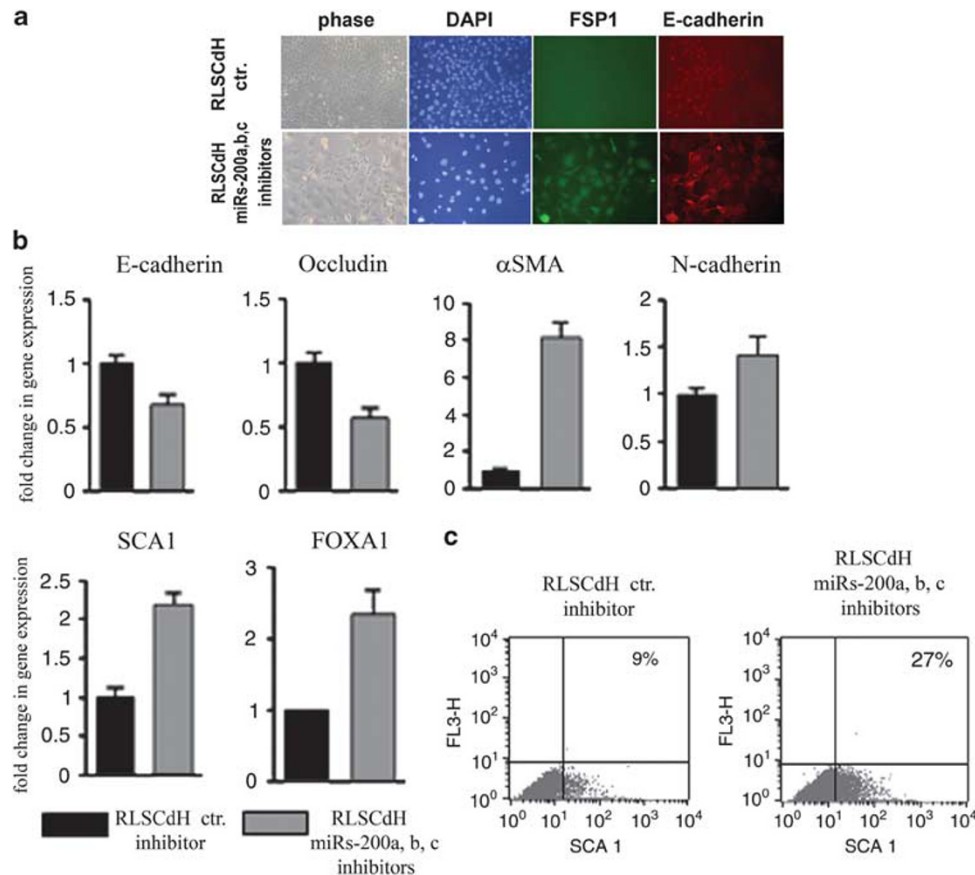 a
phase DAPI FSP1 E-cadherin
RLSCdH
ctr.
RLSCdH
miRs-200a,b,c
inhibitors
b
E-cadherin Occludin αSMA N-cadherin
fold change in gene expression
1.5
1
0.5
0
1.5
1
0.5
0
10
8
6
4
2
0
2
1.5
1
0.5
0
SCA1 FOXA1
fold change in gene expression
2.5
2
1.5
1
0.5
0
3
2
1
0
RLSCdH ctr.
inhibitor
RLSCdH
miRs-200a, b, c
inhibitors
c
RLSCdH ctr.
inhibitor
FL3-H
10⁴
10³
10²
10¹
10⁰
9%
10⁰ 10¹ 10² 10³ 10⁴
SCA 1
RLSCdH
miRs-200a, b, c
inhibitors
FL3-H
10⁴
10³
10²
10¹
10⁰
27%
10⁰ 10¹ 10² 10³ 10⁴
SCA 1